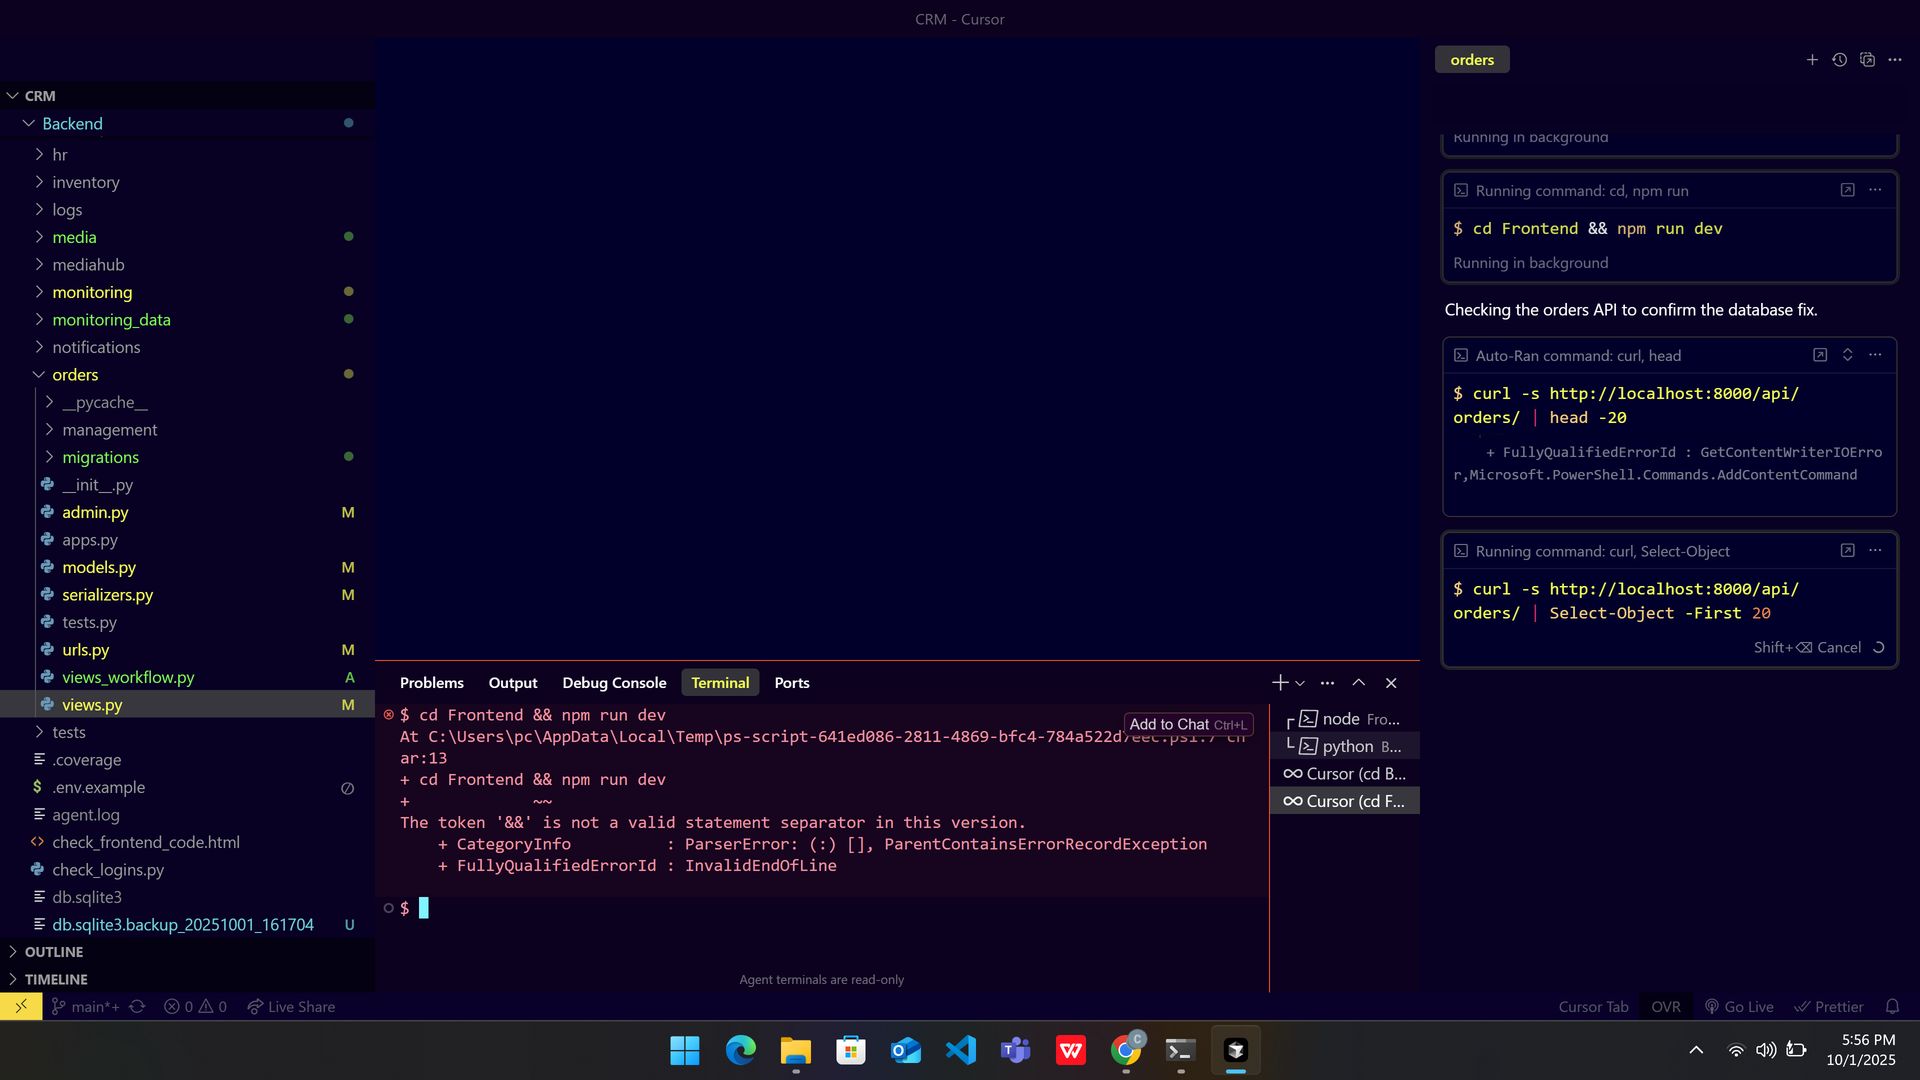 CRM - Cursor
CRM
Backend
hr
inventory
logs
media
mediahub
monitoring
monitoring_data
notifications
orders
__pycache__
management
migrations
__init__.py
admin.py M
apps.py
models.py M
serializers.py M
tests.py
urls.py M
views_workflow.py A
views.py M
tests
.coverage
.env.example
agent.log
check_frontend_code.html
check_logins.py
db.sqlite3
db.sqlite3.backup_20251001_161704 U
OUTLINE
TIMELINE
Problems Output Debug Console Terminal Ports
$ cd Frontend && npm run dev
Add to Chat Ctrl+L
At C:\Users\pc\AppData\Local\Temp\ps-script-641ed086-2811-4869-bfc4-784a522d7eec.ps1:7 ch
ar:13
+ cd Frontend && npm run dev
+ ~~
The token '&&' is not a valid statement separator in this version.
+ CategoryInfo : ParserError: (:) [], ParentContainsErrorRecordException
+ FullyQualifiedErrorId : InvalidEndOfLine
$
Agent terminals are read-only
node Fro...
python B...
Cursor (cd B...
Cursor (cd F...
orders
Running in background
Running command: cd, npm run
$ cd Frontend && npm run dev
Running in background
Checking the orders API to confirm the database fix.
Auto-Ran command: curl, head
$ curl -s http://localhost:8000/api/
orders/ | head -20
+ FullyQualifiedErrorId : GetContentWriterIOErro
r,Microsoft.PowerShell.Commands.AddContentCommand
Running command: curl, Select-Object
$ curl -s http://localhost:8000/api/
orders/ | Select-Object -First 20
Shift+⌫ Cancel
main*+ 0 0 Live Share
Cursor Tab OVR Go Live Prettier
C
5:56 PM
10/1/2025